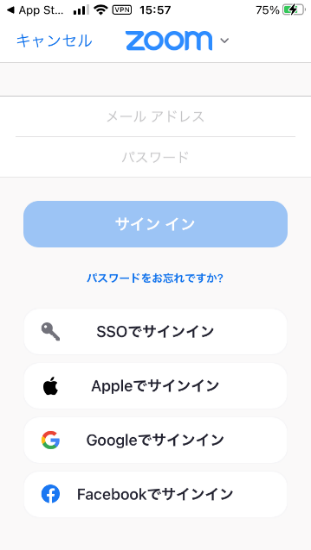 App St... VPN 15:57 75%
キャンセル zoom
メール アドレス
パスワード
サイン イン
パスワードをお忘れですか?
SSOでサインイン
Appleでサインイン
Googleでサインイン
Facebookでサインイン